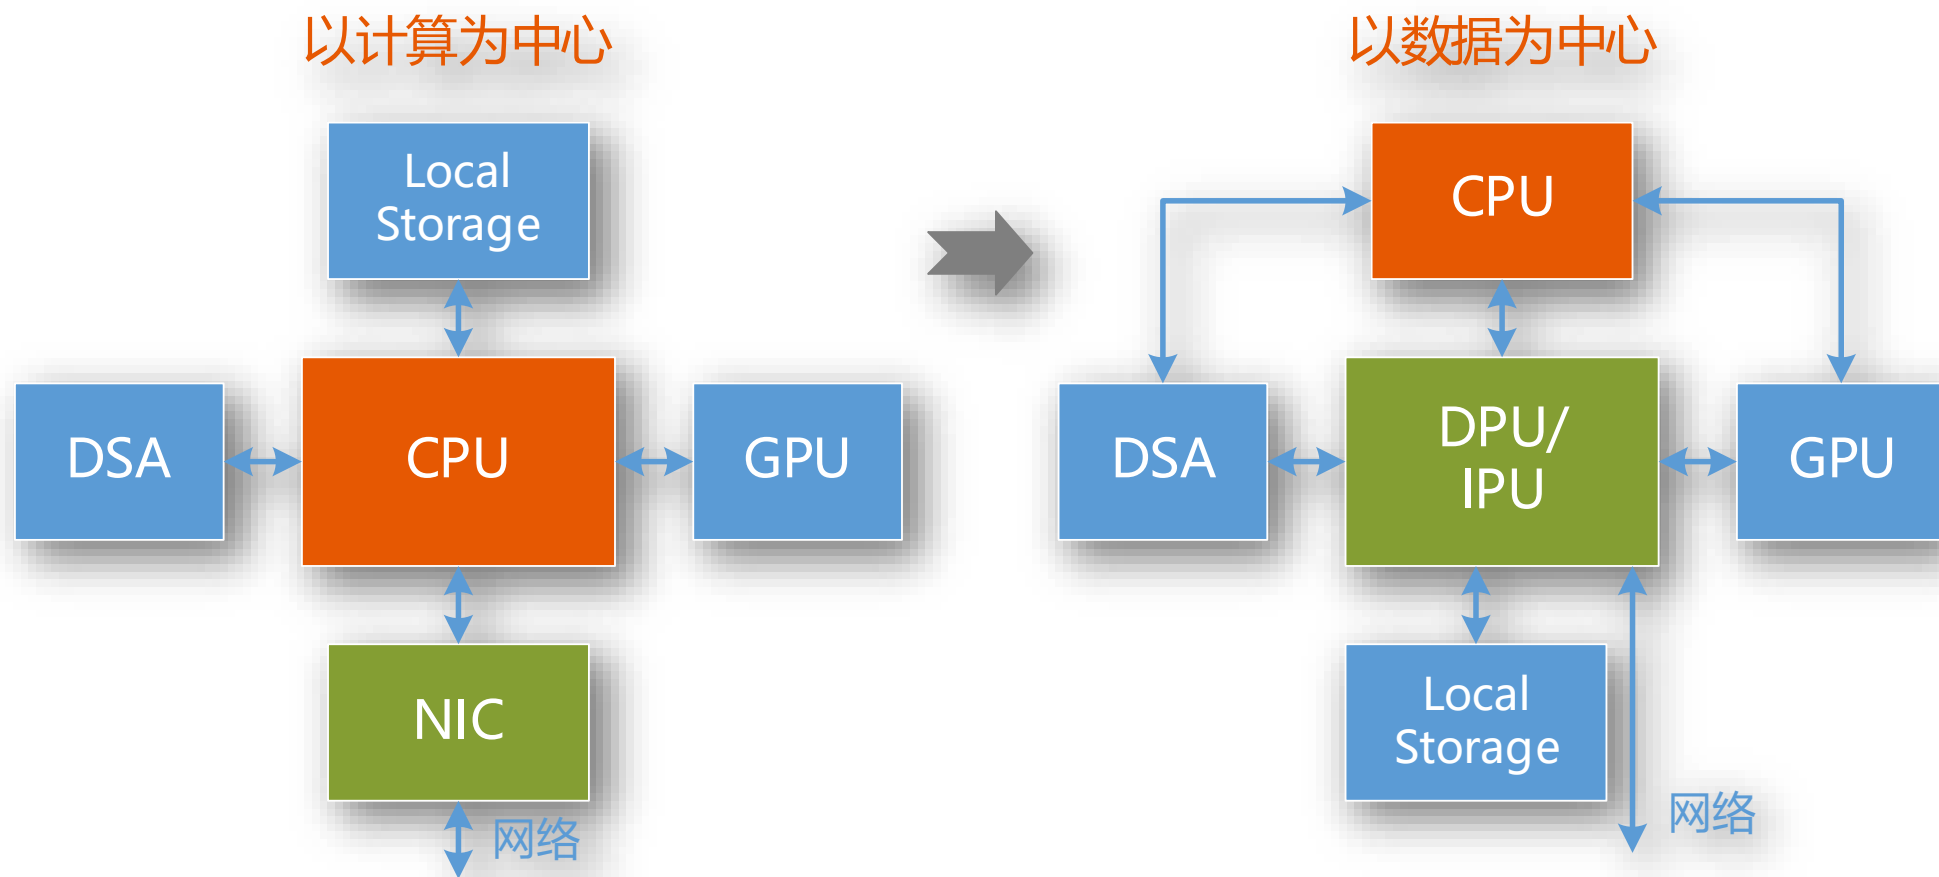 以计算为中心
Local
Storage
DSA
CPU
GPU
NIC
网络
以数据为中心
CPU
DSA
DPU/
IPU
GPU
Local
Storage
网络